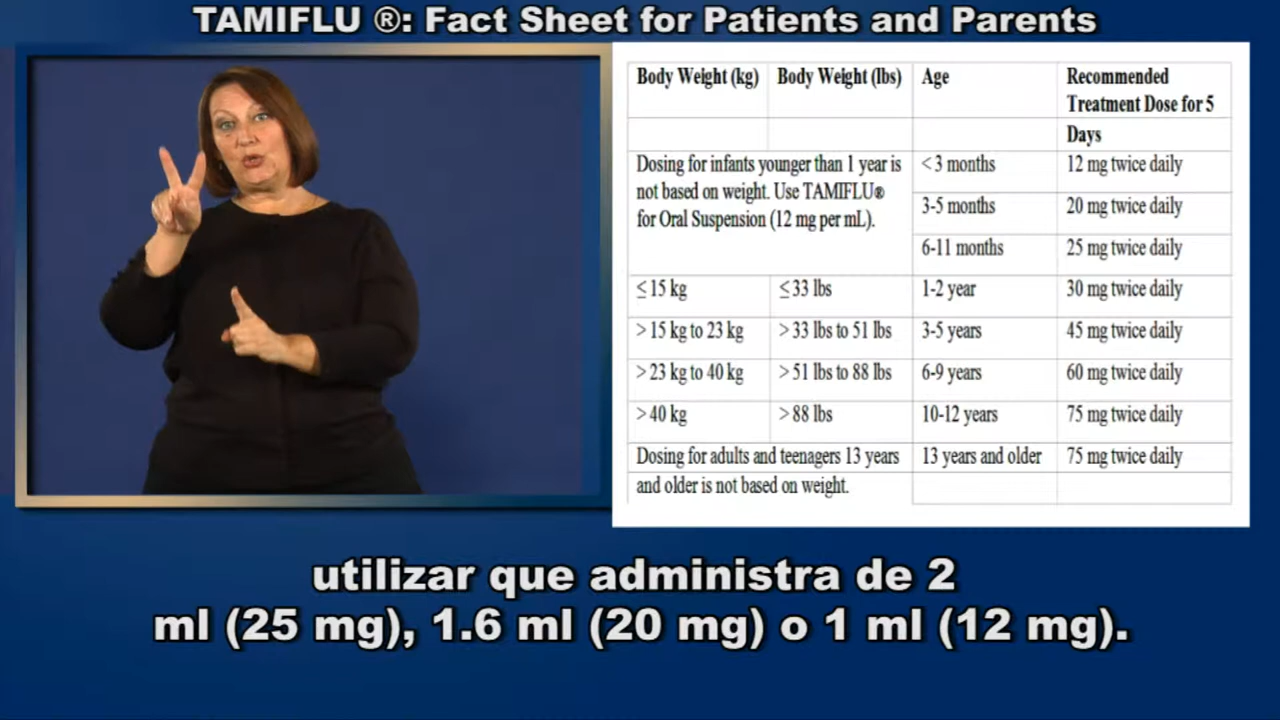 TAMIFLU ®: Fact Sheet for Patients and Parents
Body Weight (kg) Body Weight (lbs) Age Recommended
Treatment Dose for 5
Days
Dosing for infants younger than 1 year is < 3 months 12 mg twice daily
not based on weight. Use TAMIFLU® 3-5 months 20 mg twice daily
for Oral Suspension (12 mg per mL).
6-11 months 25 mg twice daily
≤ 15 kg ≤ 33 lbs 1-2 year 30 mg twice daily
> 15 kg to 23 kg > 33 lbs to 51 lbs 3-5 years 45 mg twice daily
> 23 kg to 40 kg > 51 lbs to 88 lbs 6-9 years 60 mg twice daily
> 40 kg > 88 lbs 10-12 years 75 mg twice daily
Dosing for adults and teenagers 13 years 13 years and older 75 mg twice daily
and older is not based on weight.
utilizar que administra de 2
ml (25 mg), 1.6 ml (20 mg) o 1 ml (12 mg).